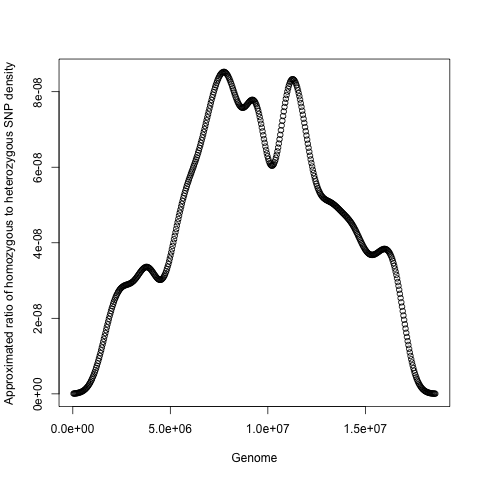 Approximated ratio of homozygous to heterozygous SNP density
8e-08
6e-08
4e-08
2e-08
0e+00
0.0e+00 5.0e+06 1.0e+07 1.5e+07
Genome